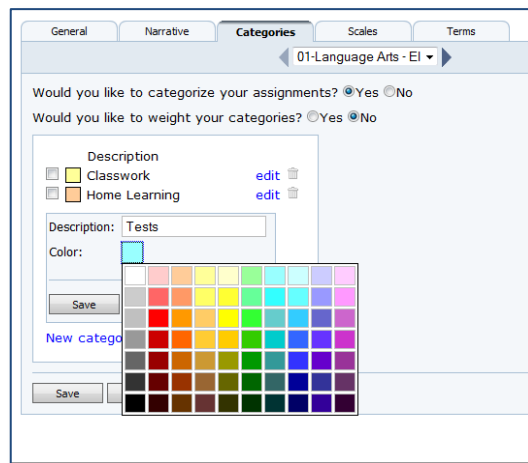 General Narrative Categories Scales Terms
01-Language Arts - El
Would you like to categorize your assignments? Yes No
Would you like to weight your categories? Yes No
Description
Classwork edit
Home Learning edit
Description: Tests
Color:
Save
New catego
Save